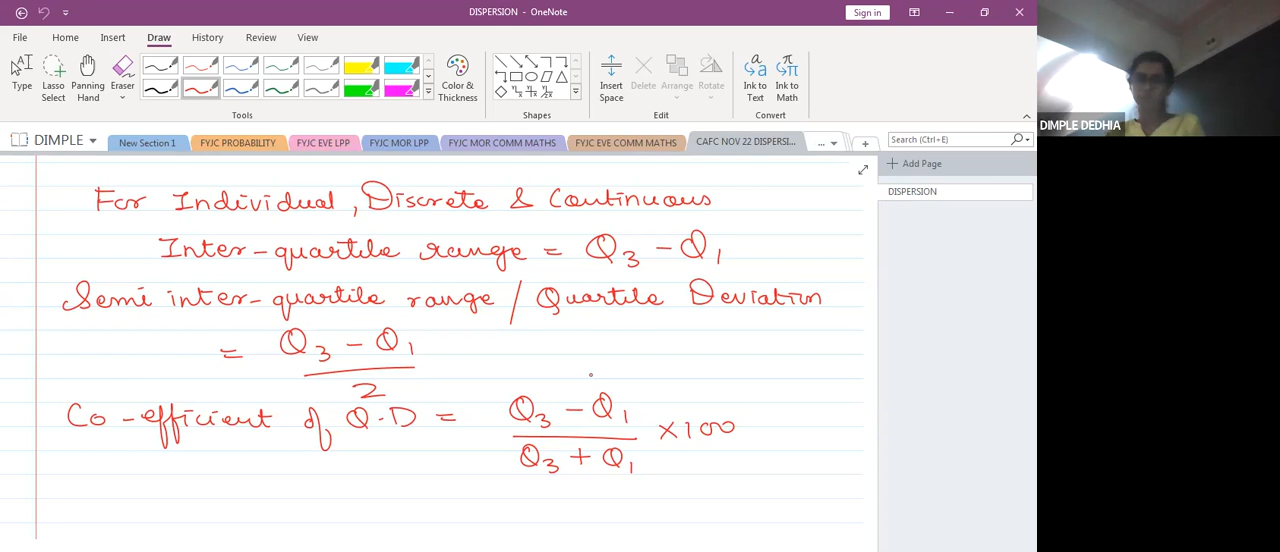 DISPERSION - OneNote
Sign in
File Home Insert Draw History Review View
Type
Lasso Select
Panning Hand
Eraser
Color & Thickness
Insert Space
Delete
Arrange
Rotate
Ink to Text
Ink to Math
Tools
Shapes
Edit
Convert
DIMPLE DEDHIA
DIMPLE
New Section 1
FYJC PROBABILITY
FYJC EVE LPP
FYJC MOR LPP
FYJC MOR COMM MATHS
FYJC EVE COMM MATHS
CAFC NOV 22 DISPERSI...
...
Search (Ctrl+E)
Add Page
DISPERSION
For Individual, Discrete & Continuous
Inter-quartile range = Q3 - Q1
Semi inter-quartile range / Quartile Deviation
= Q3 - Q1
2
Co-efficient of Q.D = Q3 - Q1
Q3 + Q1 ×100